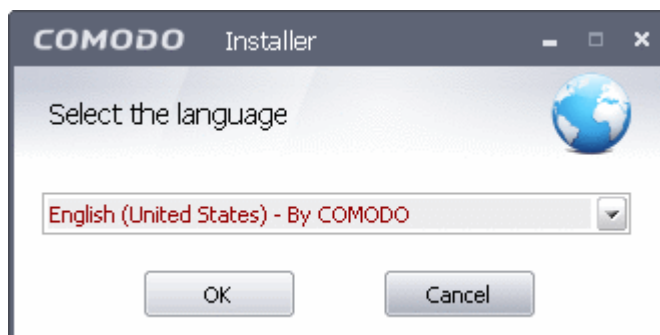 COMODO Installer
Select the language
English (United States) - By COMODO
OK Cancel